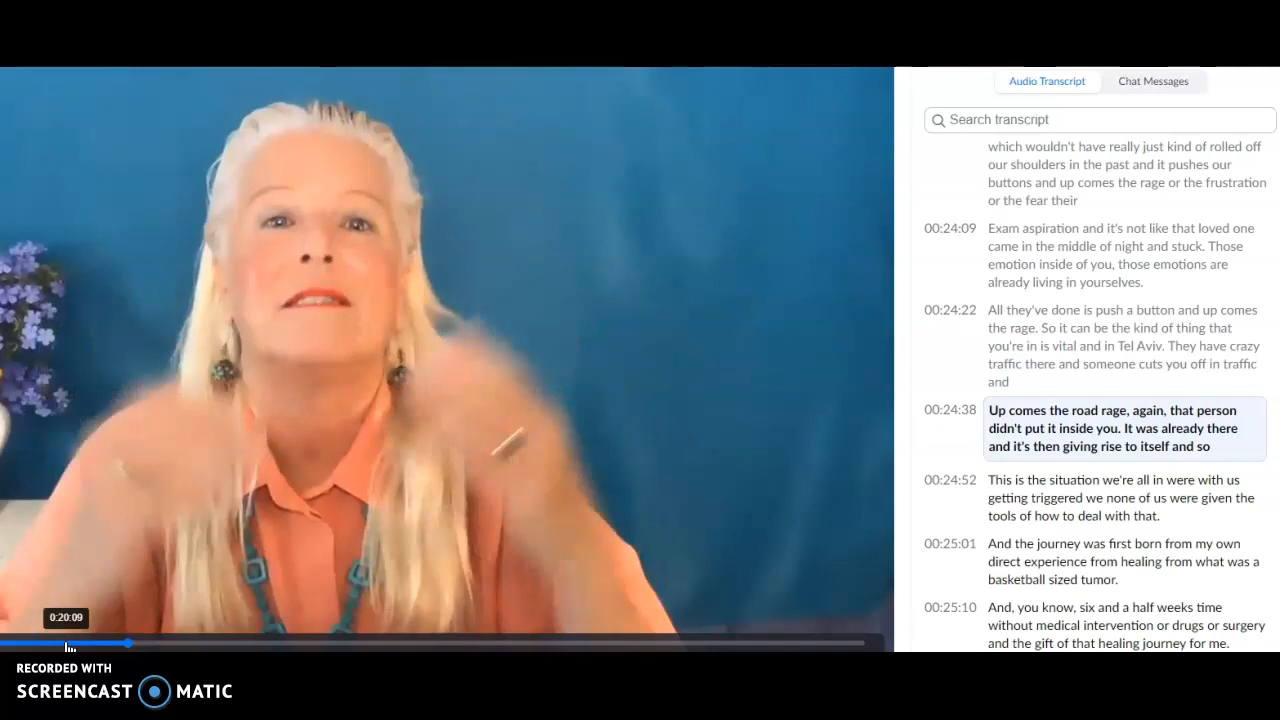 Audio Transcript
Chat Messages
Search transcript
which wouldn't have really just kind of rolled off
our shoulders in the past and it pushes our
buttons and up comes the rage or the frustration
or the fear their
00:24:09
Exam aspiration and it's not like that loved one
came in the middle of night and stuck. Those
emotion inside of you, those emotions are
already living in yourselves.
00:24:22
All they've done is push a button and up comes
the rage. So it can be the kind of thing that
you're in is vital and in Tel Aviv. They have crazy
traffic there and someone cuts you off in traffic
and
00:24:38
Up comes the road rage, again, that person
didn't put it inside you. It was already there
and it's then giving rise to itself and so
00:24:52
This is the situation we're all in were with us
getting triggered we none of us were given the
tools of how to deal with that.
00:25:01
And the journey was first born from my own
direct experience from healing from what was a
basketball sized tumor.
00:25:10
And, you know, six and a half weeks time
without medical intervention or drugs or surgery
and the gift of that healing journey for me.
0:20:09
RECORDED WITH
SCREENCAST MATIC